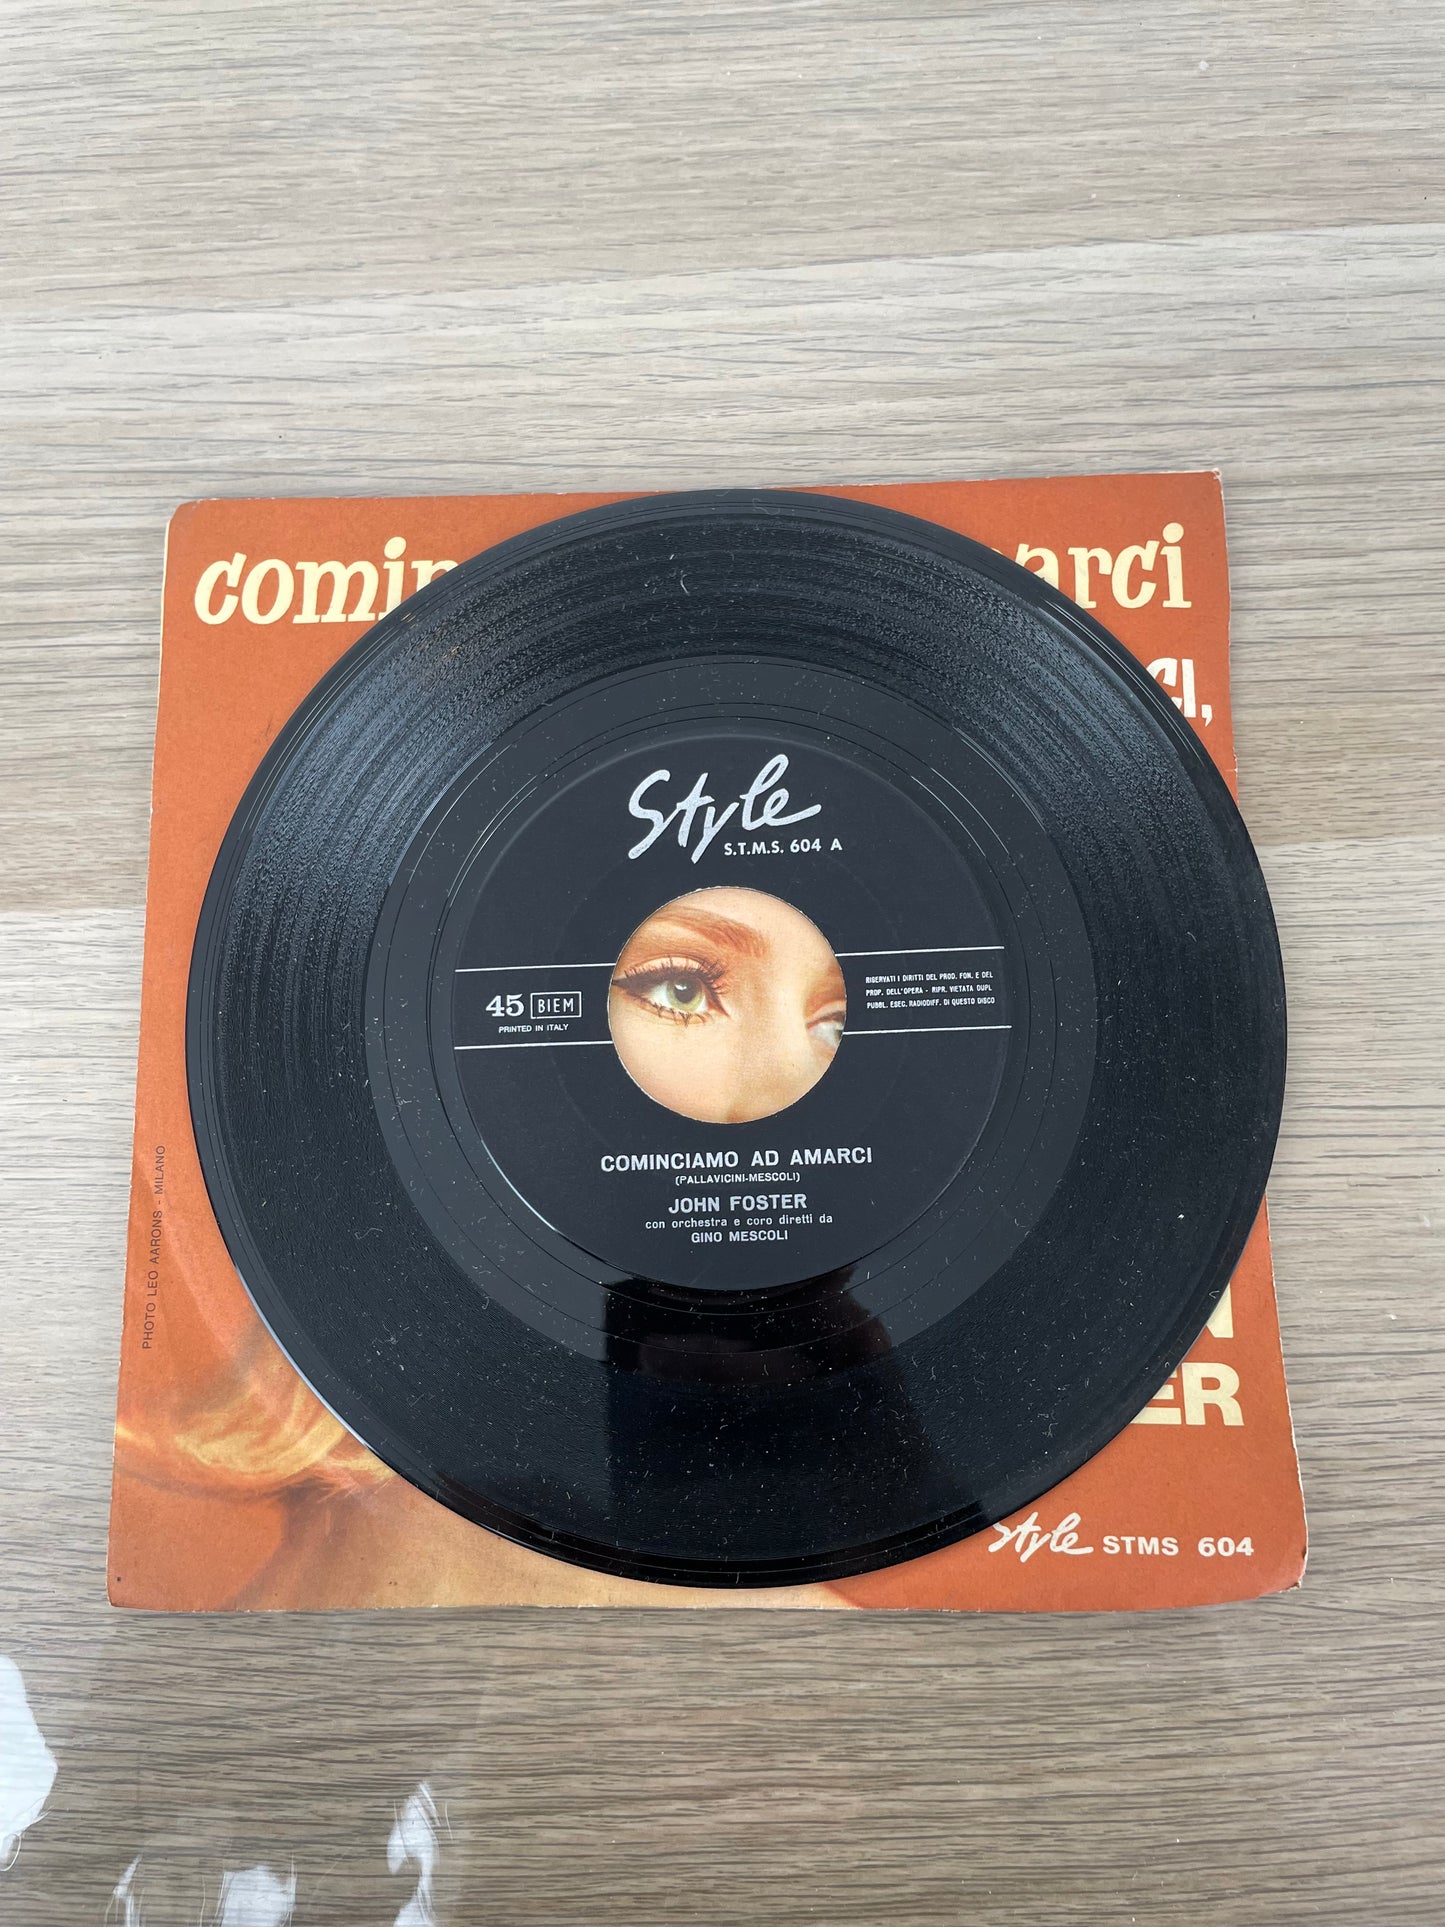 comin arci
CI,
Style
S.T.M.S. 604 A
45 BIEM
PRINTED IN ITALY
RISERVATI I DIRITTI DEL PROD. FON. E DEL
PROP. DELL'OPERA - RIPR. VIETATA DUPL
PUBBL. ESEC. RADIODIFF. DI QUESTO DISCO
COMINCIAMO AD AMARCI
(PALLAVICINI-MESCOLI)
JOHN FOSTER
con orchestra e coro diretti da
GINO MESCOLI
PHOTO LEO AARONS - MILANO
N
ER
Style STMS 604